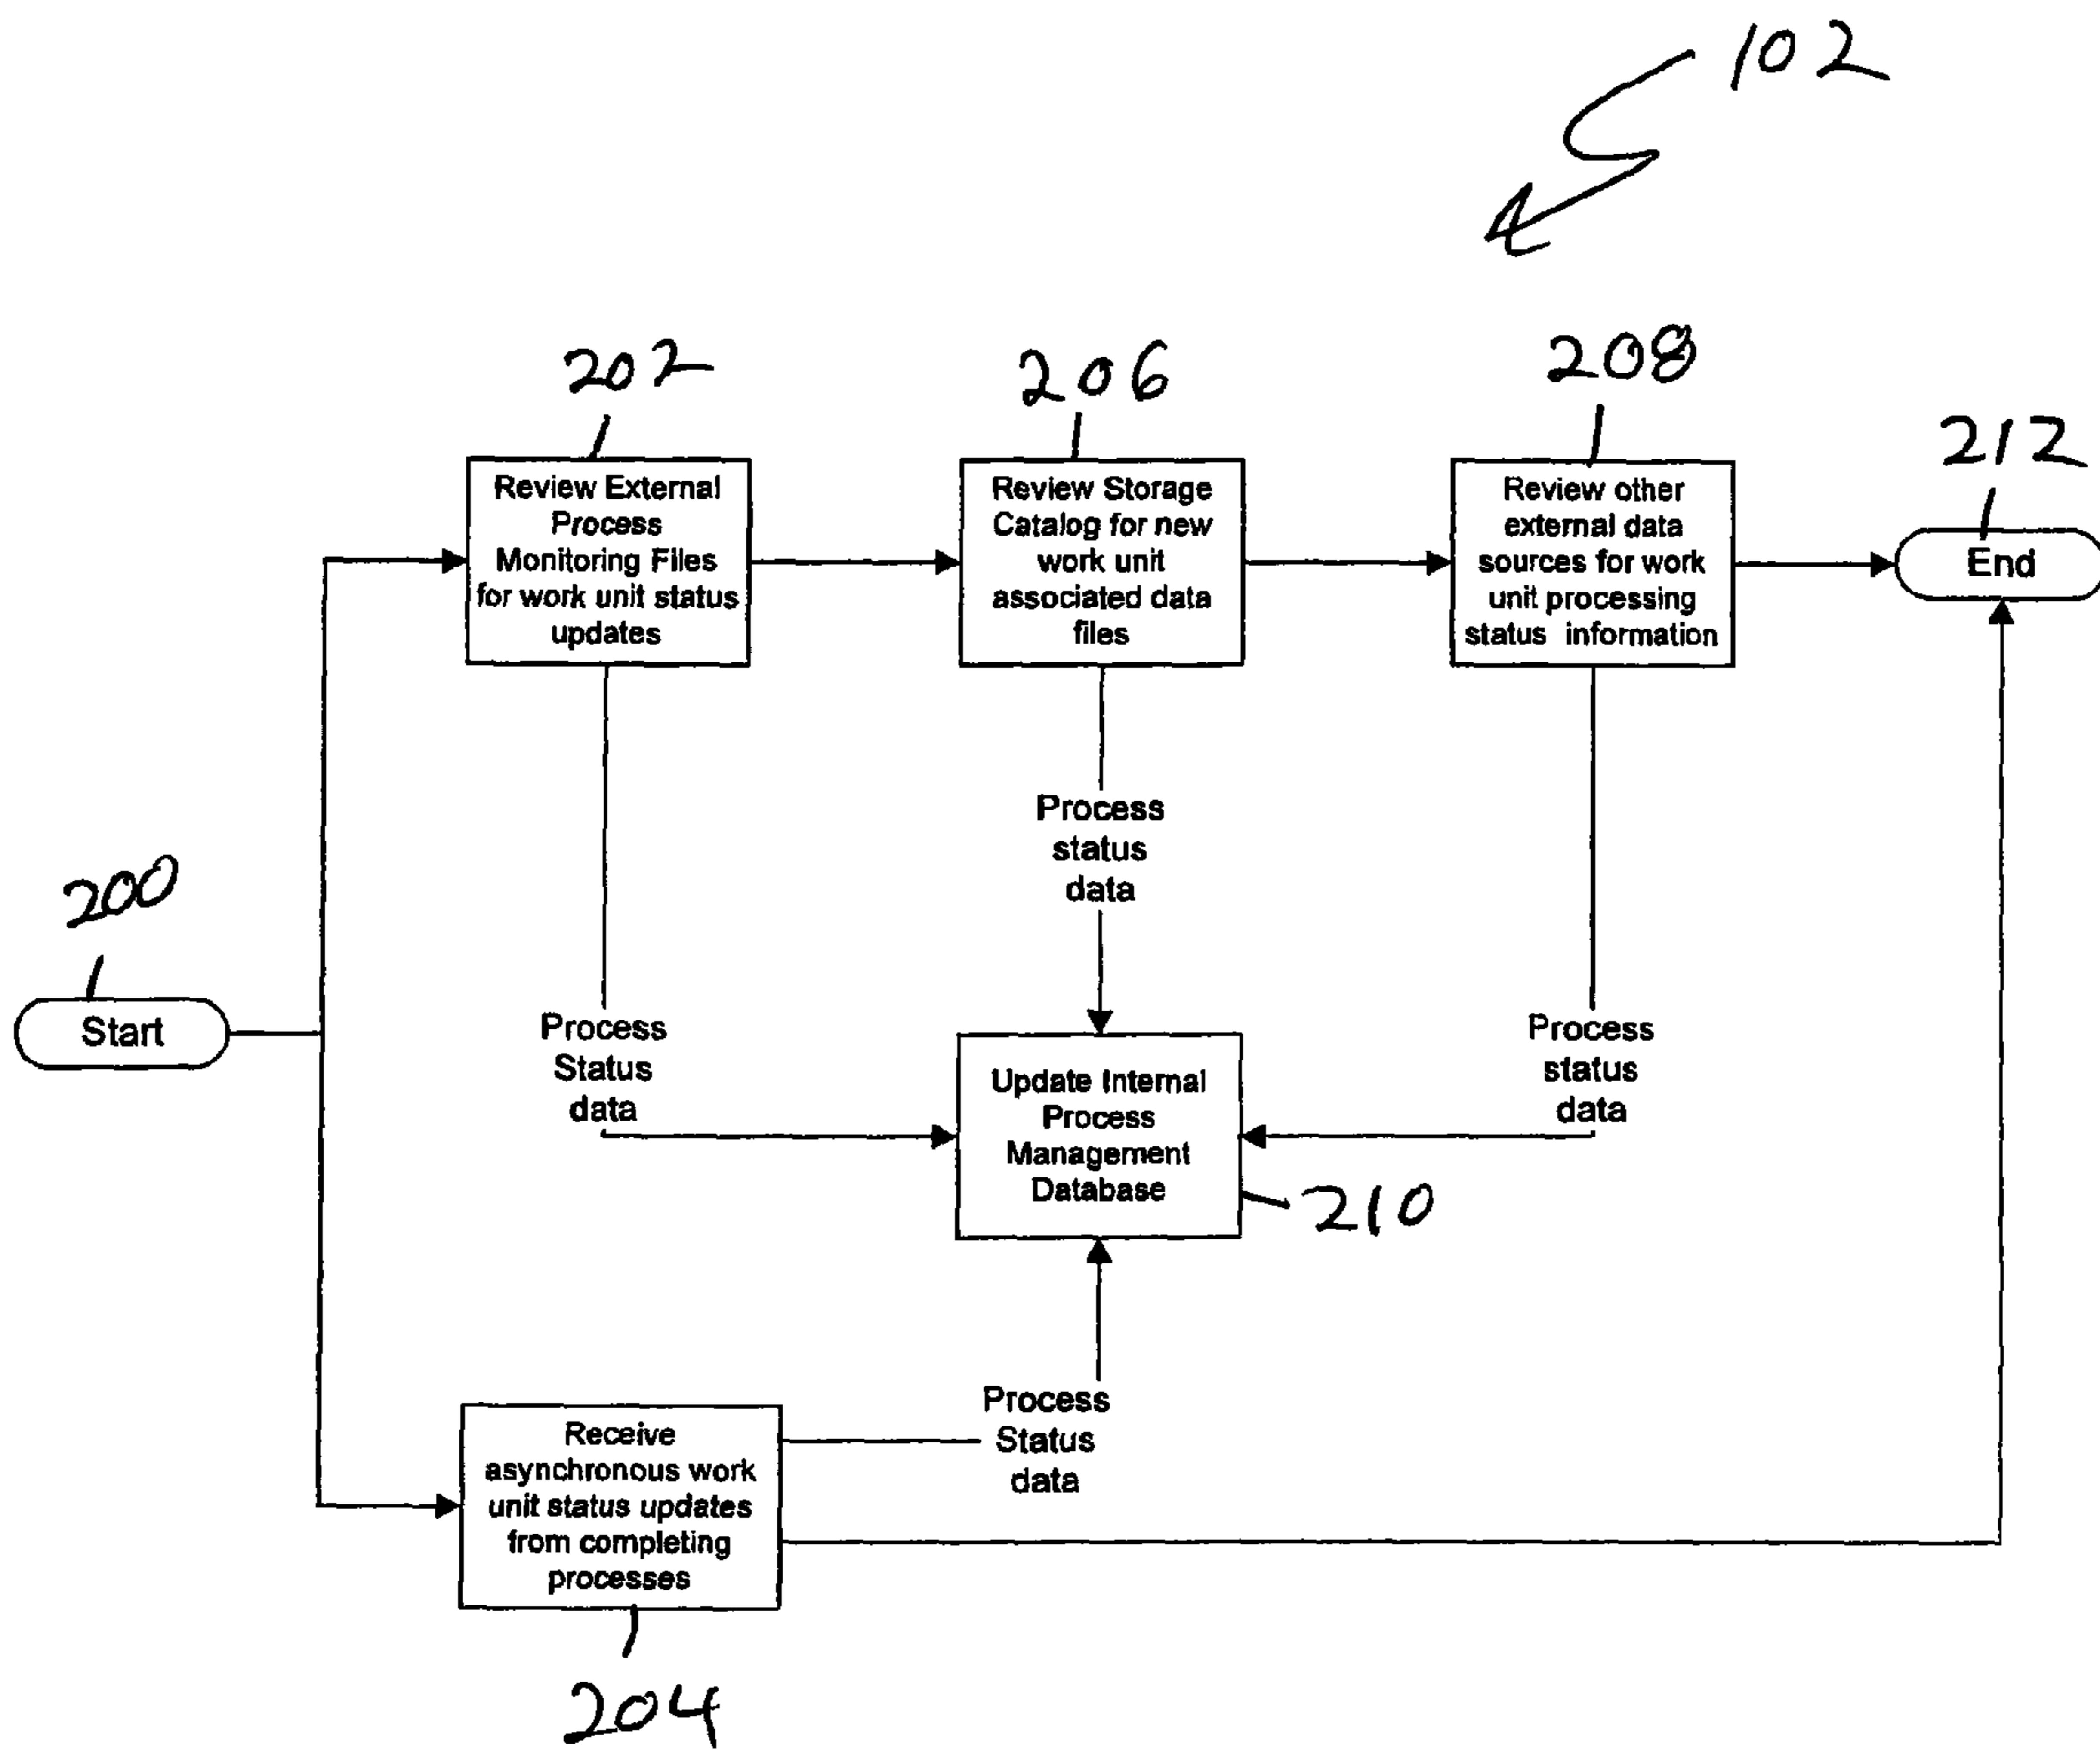 102
202
206
208
212
Review External
Process
Monitoring Files
for work unit status
updates
Review Storage
Catalog for new
work unit
associated data
files
Review other
external data
sources for work
unit processing
status information
End
Process
status
data
200
Start
Process
Status
data
Update Internal
Process
Management
Database
Process
status
data
210
Receive
asynchronous work
unit status updates
from completing
processes
Process
Status
data
204